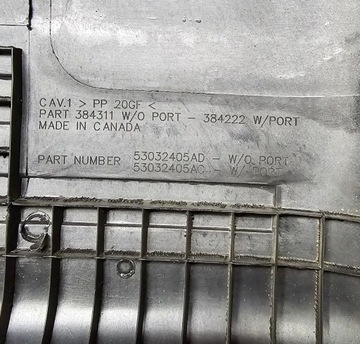 CAV.1 > PP 20GF <
PART 384311 W/O PORT - 384222 W/PORT
MADE IN CANADA
PART NUMBER 53032405AD - W/O PORT
53032405AC - W/ PORT